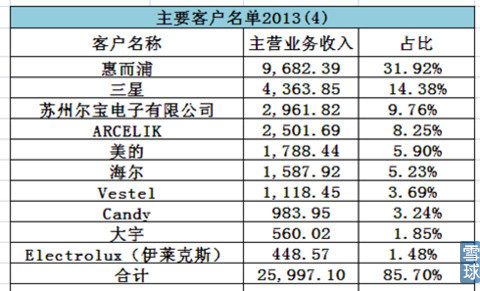 主要客户名单2013(4)
客户名称 主营业务收入 占比
惠而浦 9,682.39 31.92%
三星 4,363.85 14.38%
苏州尔宝电子有限公司 2,961.82 9.76%
ARCELIK 2,501.69 8.25%
美的 1,788.44 5.90%
海尔 1,587.92 5.23%
Vestel 1,118.45 3.69%
Candy 983.95 3.24%
大宇 560.02 1.85%
Electrolux（伊莱克斯） 448.57 1.48%
合计 25,997.10 85.70%
雪球